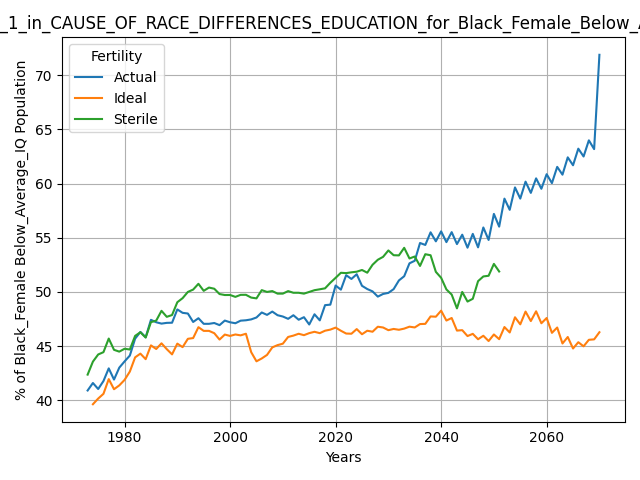 _1_in_CAUSE_OF_RACE_DIFFERENCES_EDUCATION_for_Black_Female_Below_A
Fertility
Actual
Ideal
Sterile
% of Black_Female Below_Average_IQ Population
70
65
60
55
50
45
40
1980
2000
2020
2040
2060
Years